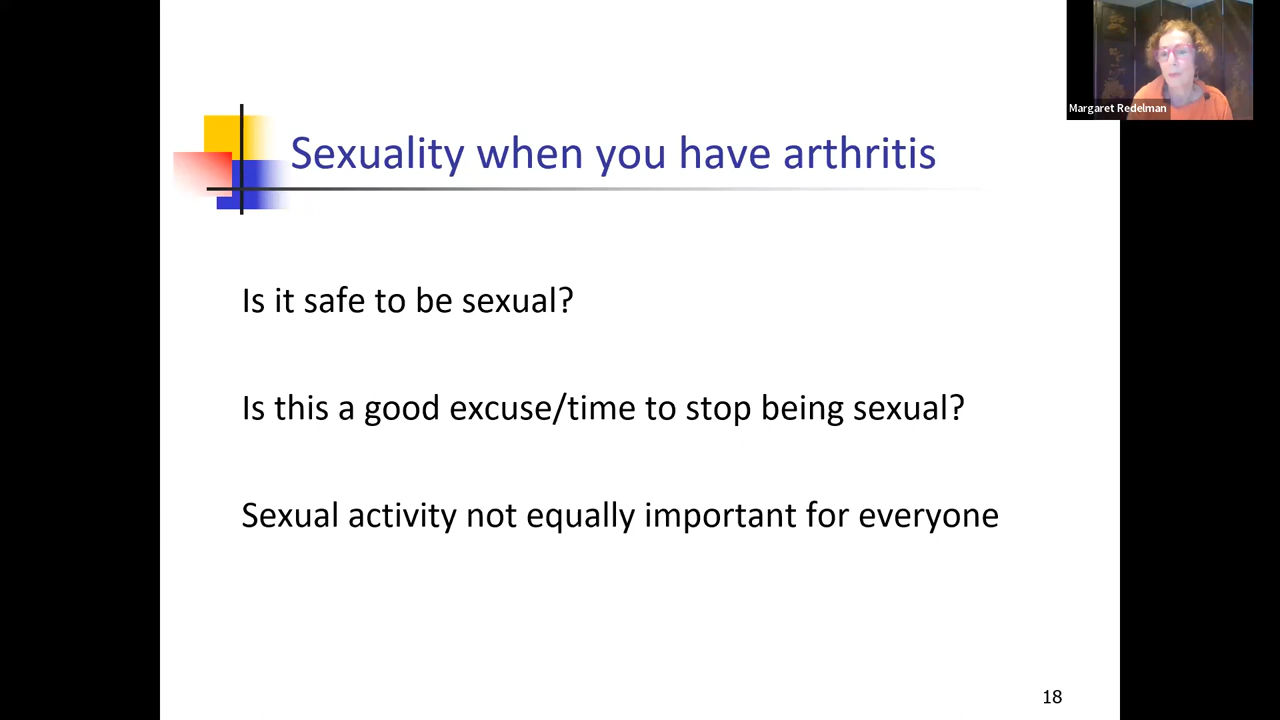 Margaret Redelman
Sexuality when you have arthritis
Is it safe to be sexual?
Is this a good excuse/time to stop being sexual?
Sexual activity not equally important for everyone
18